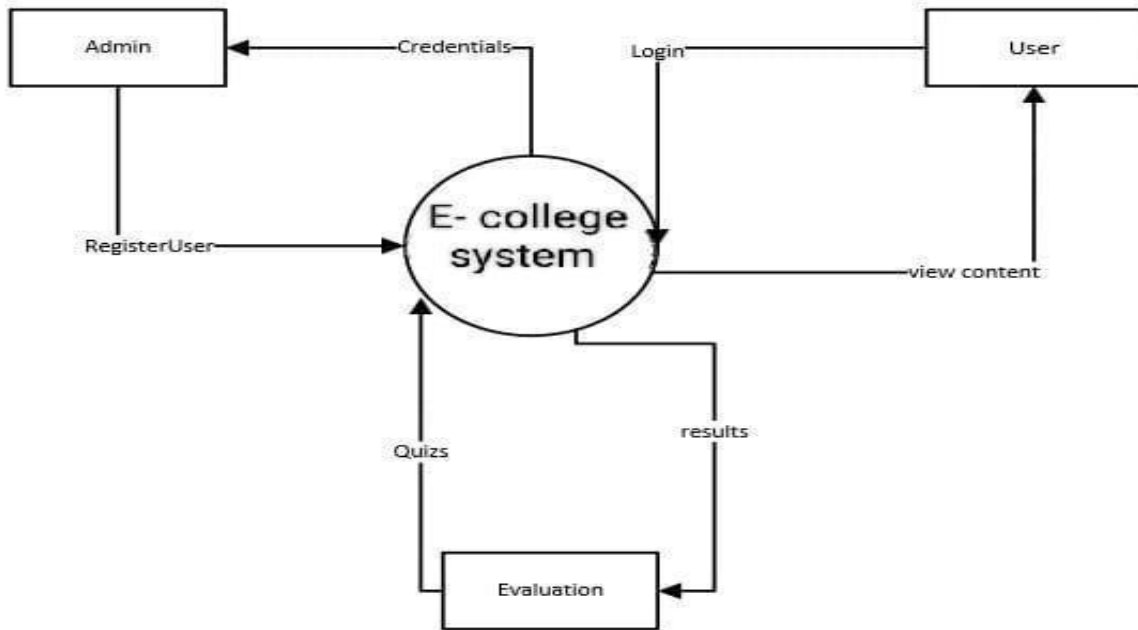 Admin
Credentials
Login
User
E- college
system
RegisterUser
view content
results
Quizs
Evaluation